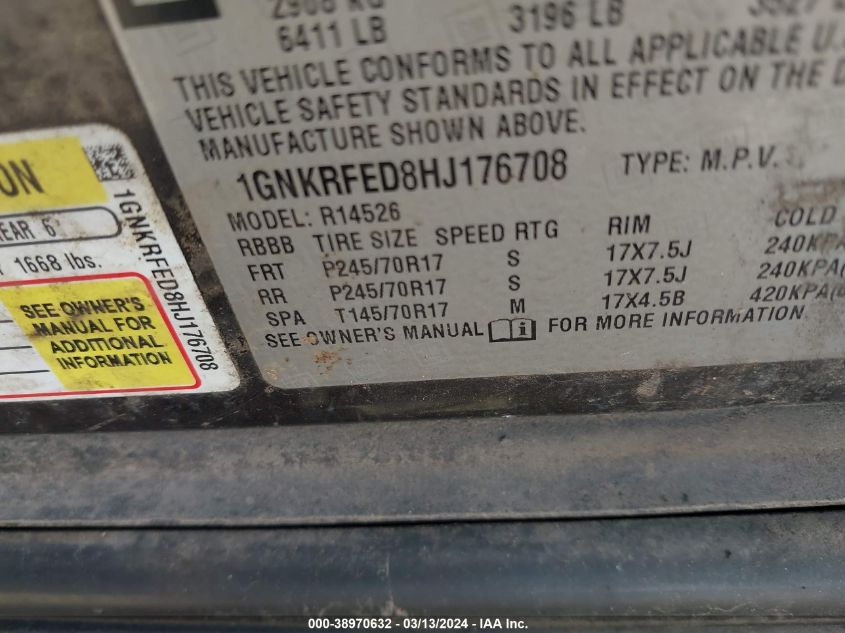 6411 LB
3196 LB
THIS VEHICLE CONFORMS TO ALL APPLICABLE U.
VEHICLE SAFETY STANDARDS IN EFFECT ON THE D
MANUFACTURE SHOWN ABOVE.
1GNKRFED8HJ176708 TYPE: M.P.V.
MODEL: R14526
RBBB TIRE SIZE SPEED RTG RIM COLD
FRT P245/70R17 S 17X7.5J 240KPA
RR P245/70R17 S 17X7.5J 240KPA(
SPA T145/70R17 M 17X4.5B 420KPA(
SEE OWNER'S MANUAL i FOR MORE INFORMATION
ON
EAR 6
1668 lbs.
SEE OWNER'S
MANUAL FOR
ADDITIONAL
INFORMATION
1GNKRFED8HJ176708
000-38970632 - 03/13/2024 - IAA Inc.